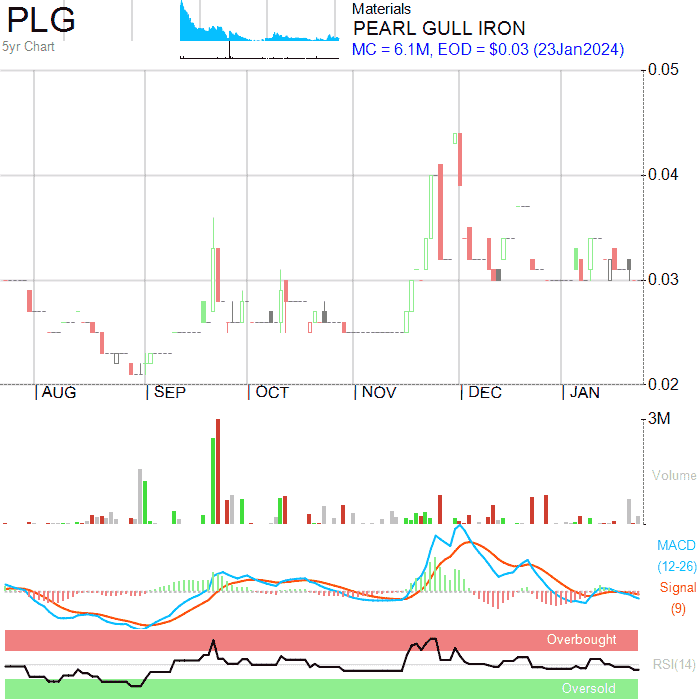 PLG
5yr Chart
Materials
PEARL GULL IRON
MC = 6.1M, EOD = $0.03 (23Jan2024)
0.05
0.04
0.03
0.02
AUG
SEP
OCT
NOV
DEC
JAN
3M
Volume
MACD
(12-26)
Signal
(9)
Overbought
RSI(14)
Oversold